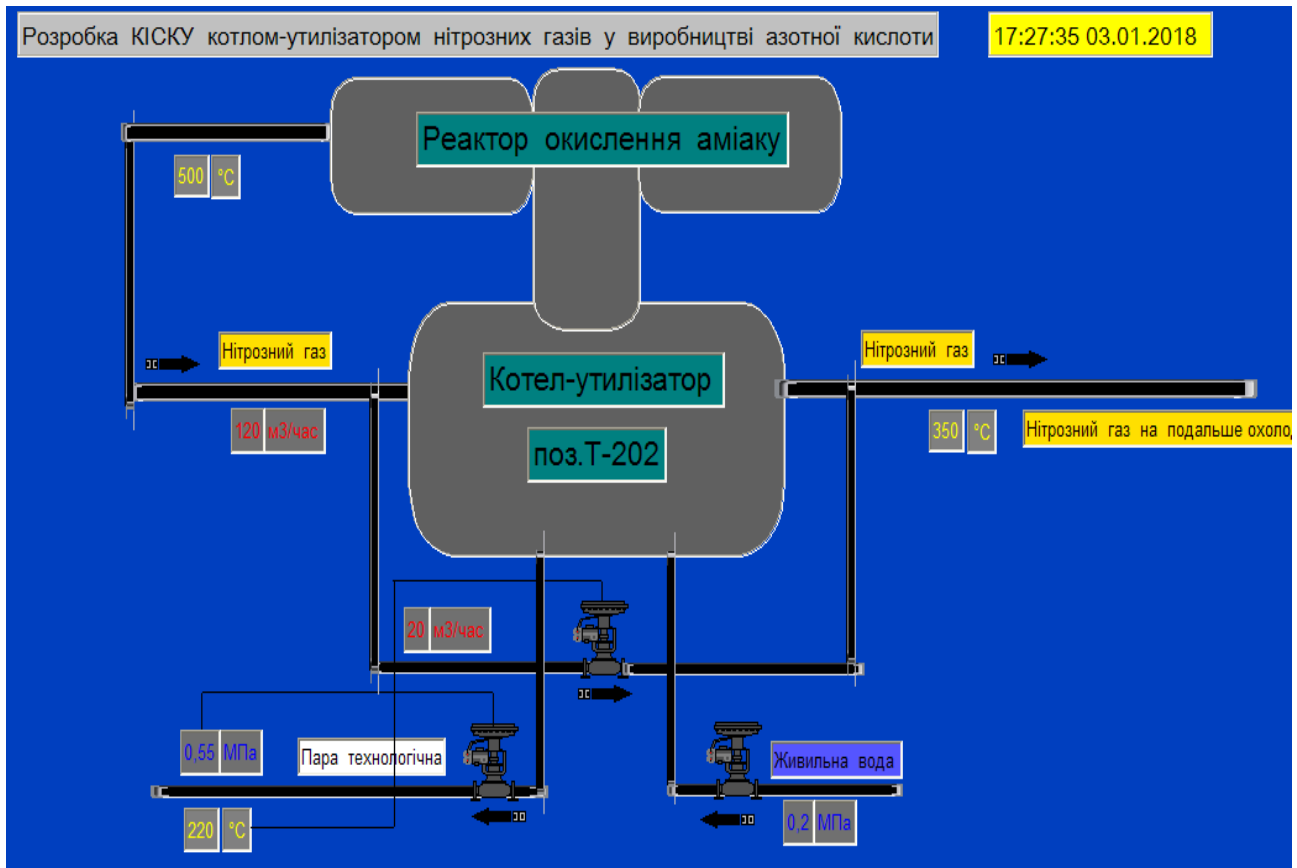 Розробка КІСКУ котлом-утилізатором нітрозних газів у виробництві азотної кислоти
17:27:35 03.01.2018
Реактор окислення аміаку
500 °C
Нітрозний газ
Нітрозний газ
Котел-утилізатор
120 м3/час
350 °C
Нітрозний газ на подальше охолод
поз.Т-202
20 м3/час
0,55 МПа
Пара технологічна
Живильна вода
220 °C
0,2 МПа